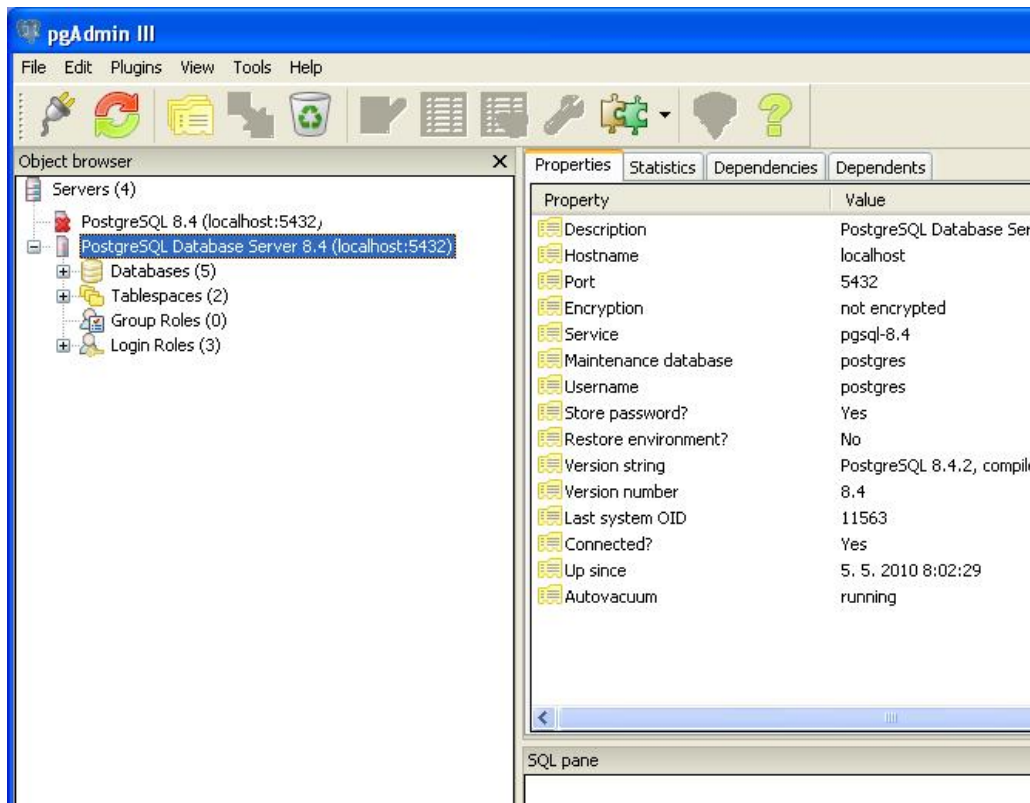 pgAdmin III
File Edit Plugins View Tools Help
Object browser
Servers (4)
PostgreSQL 8.4 (localhost:5432)
PostgreSQL Database Server 8.4 (localhost:5432)
Databases (5)
Tablespaces (2)
Group Roles (0)
Login Roles (3)
Properties Statistics Dependencies Dependents
Property Value
Description PostgreSQL Database Ser
Hostname localhost
Port 5432
Encryption not encrypted
Service pgsql-8.4
Maintenance database postgres
Username postgres
Store password? Yes
Restore environment? No
Version string PostgreSQL 8.4.2, compile
Version number 8.4
Last system OID 11563
Connected? Yes
Up since 5. 5. 2010 8:02:29
Autovacuum running
SQL pane